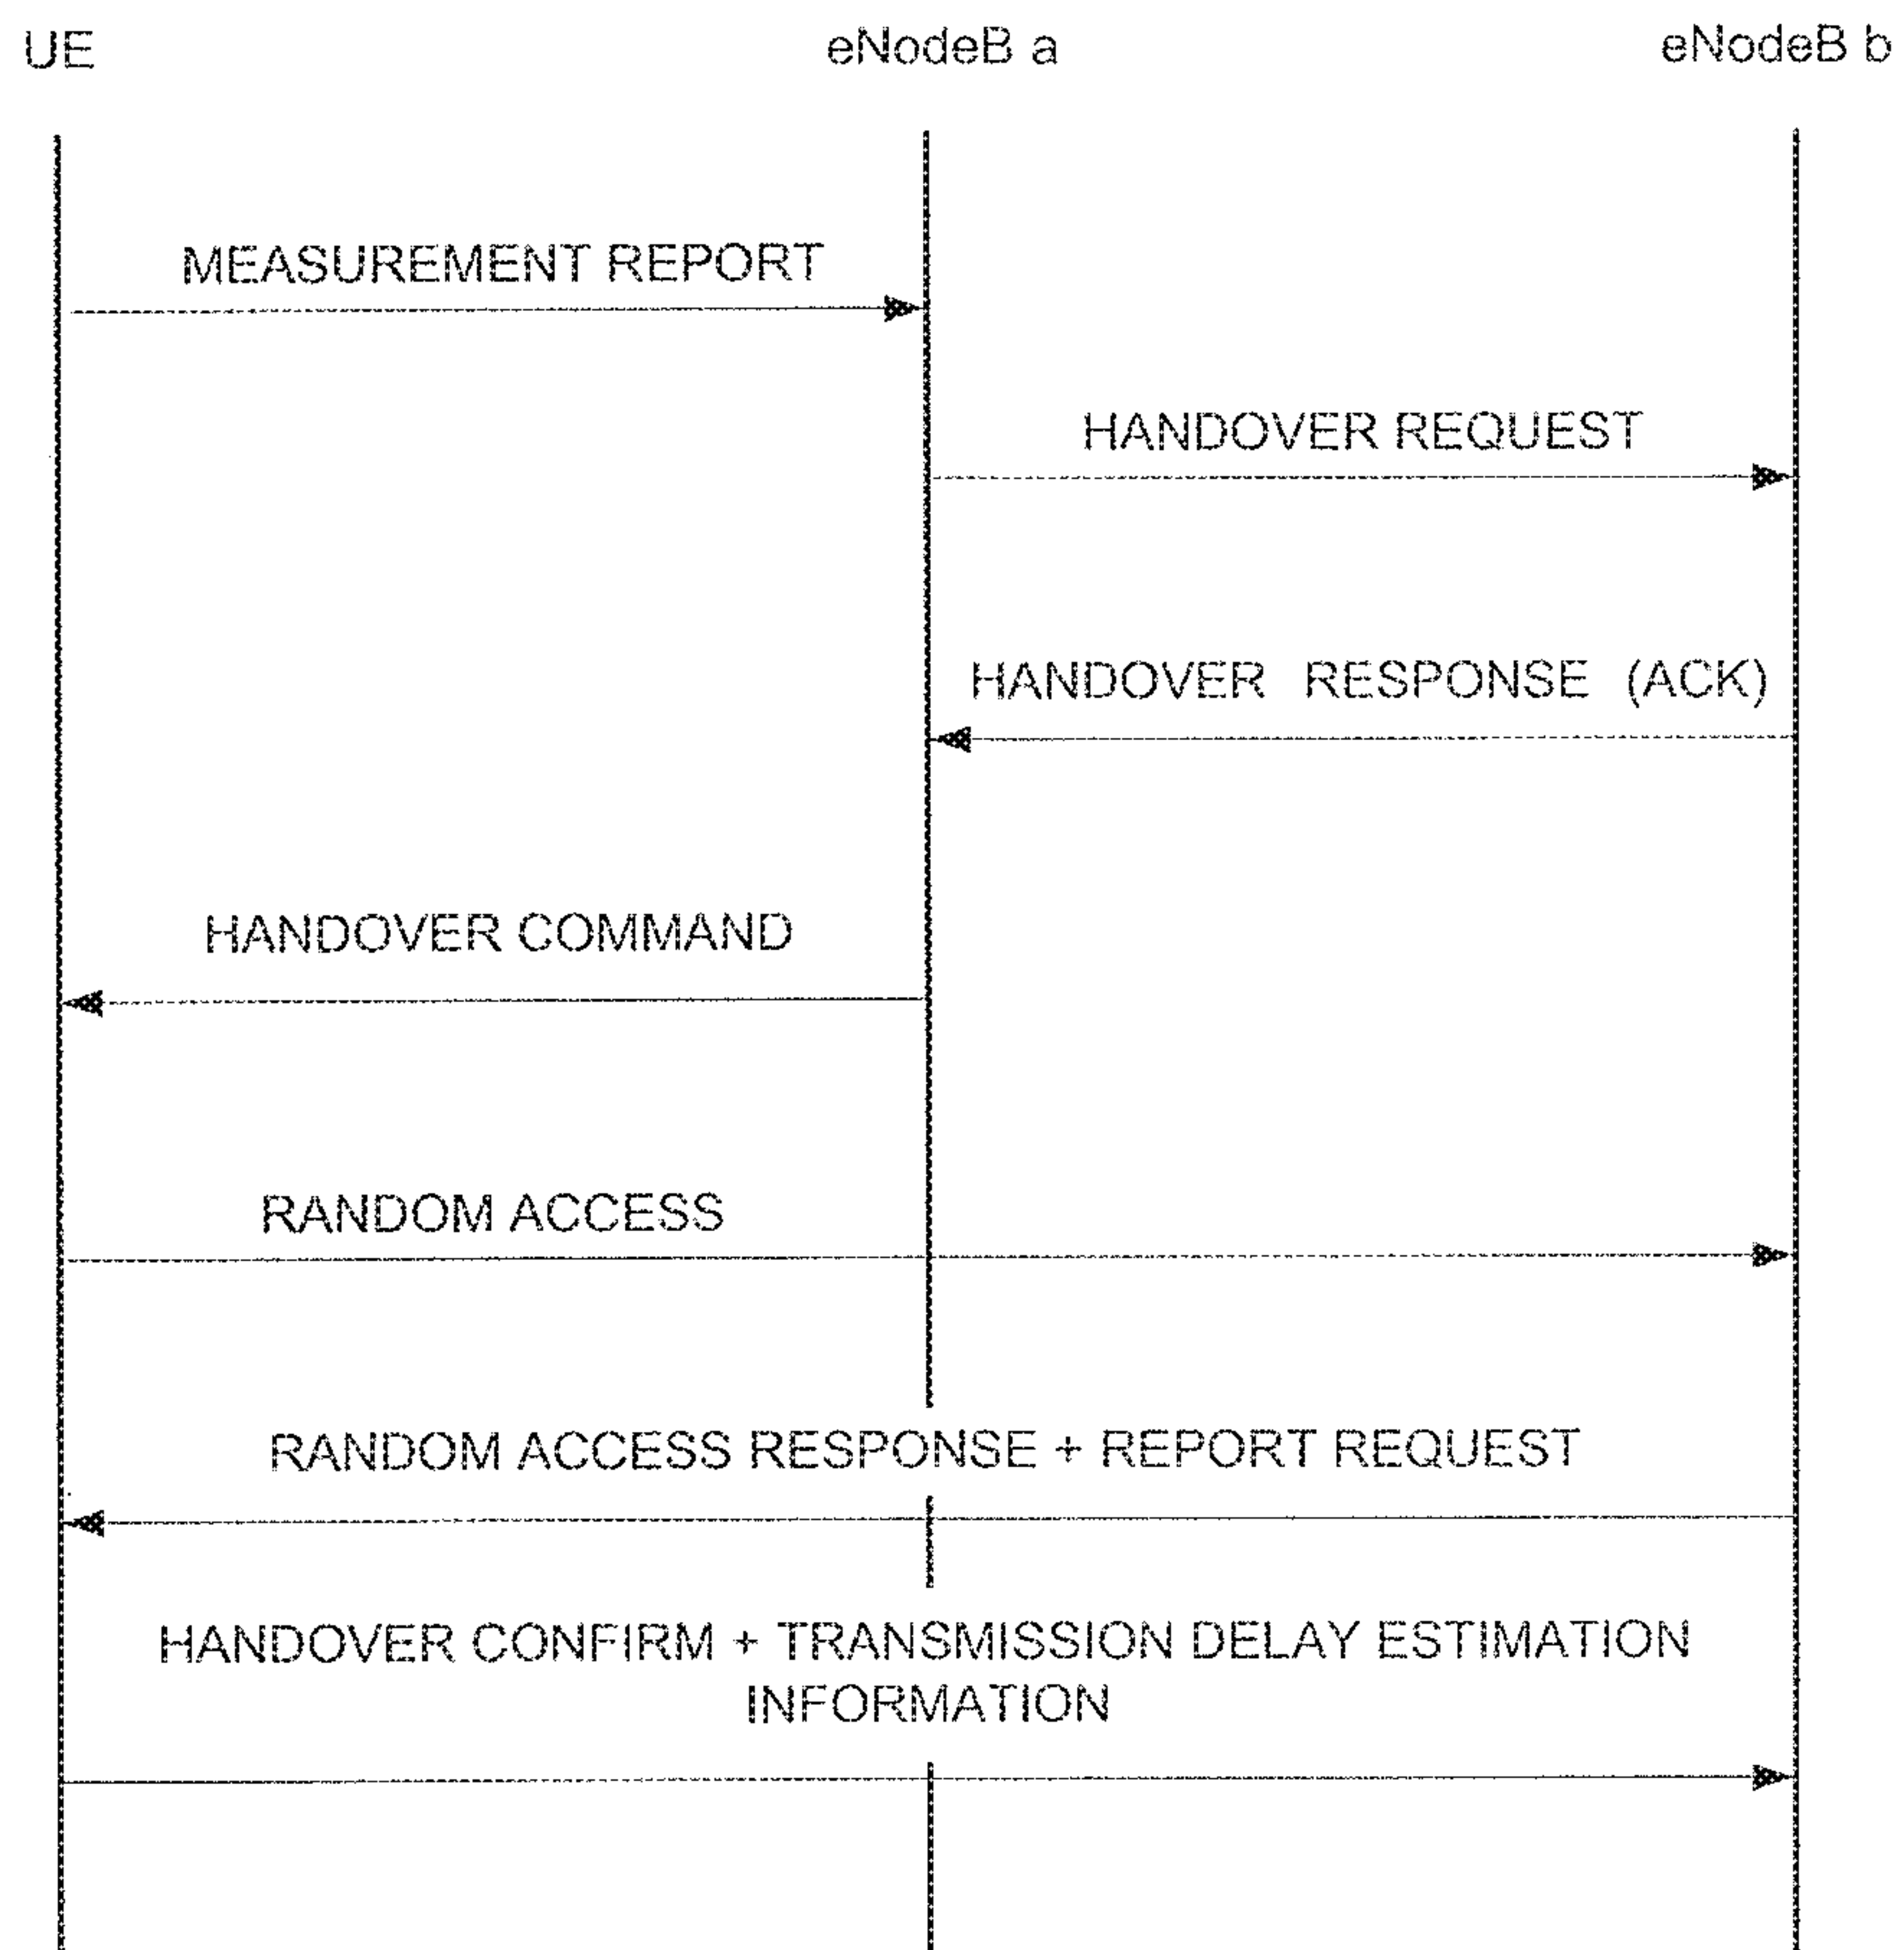 UE eNodeB a eNodeB b
MEASUREMENT REPORT
HANDOVER REQUEST
HANDOVER RESPONSE (ACK)
HANDOVER COMMAND
RANDOM ACCESS
RANDOM ACCESS RESPONSE + REPORT REQUEST
HANDOVER CONFIRM + TRANSMISSION DELAY ESTIMATION
INFORMATION